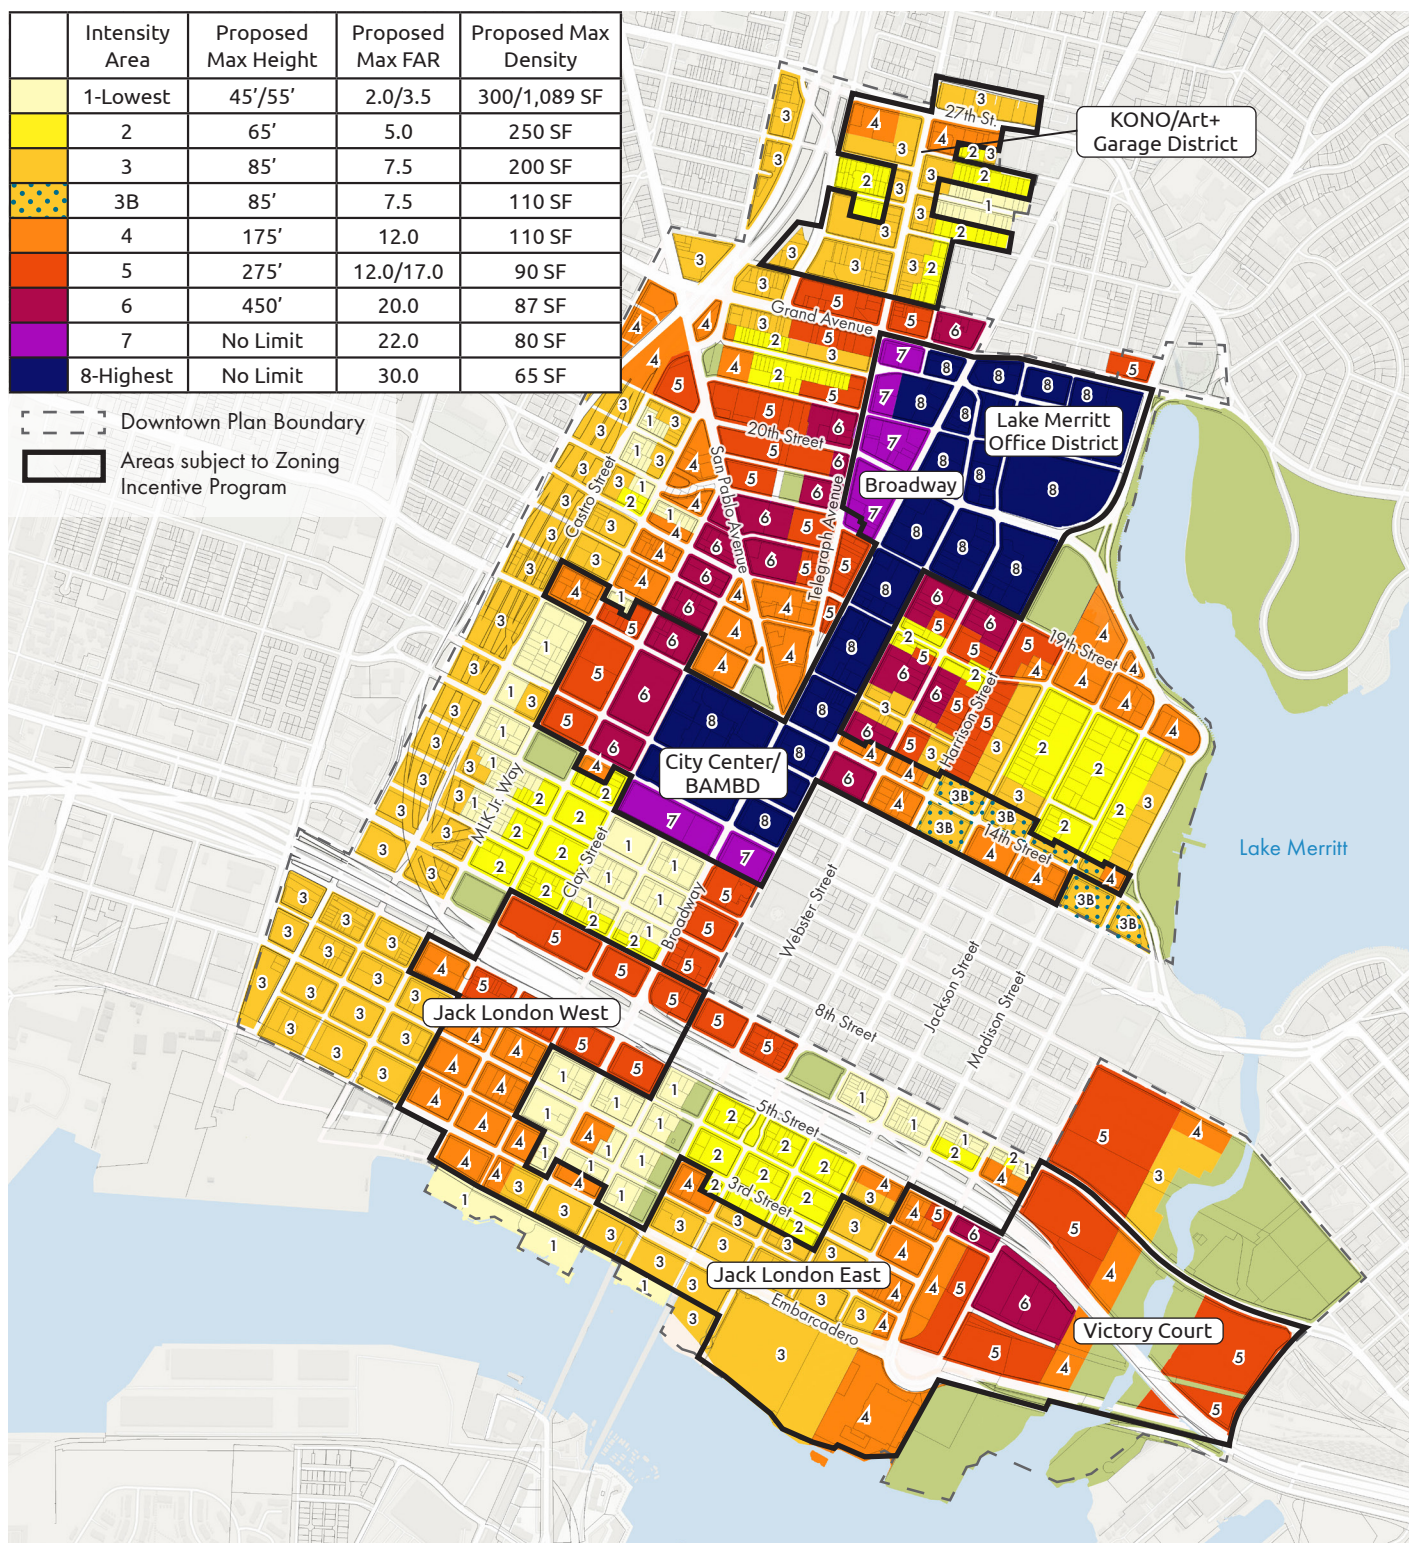 Intensity Area	Proposed Max Height	Proposed Max FAR	Proposed Max Density
1-Lowest	45’/55’	2.0/3.5	300/1,089 SF
2	65’	5.0	250 SF
3	85’	7.5	200 SF
3B	85’	7.5	110 SF
4	175’	12.0	110 SF
5	275’	12.0/17.0	90 SF
6	450’	20.0	87 SF
7	No Limit	22.0	80 SF
8-Highest	No Limit	30.0	65 SF
Downtown Plan Boundary
Areas subject to Zoning
Incentive Program
27th St.
KONO/Art+
Garage District
Grand Avenue
Lake Merritt
Office District
20th Street
San Pablo Avenue
Telegraph Avenue
Broadway
Castro Street
19th Street
Harrison Street
City Center/
BAMBD
MLK Jr. Way
Clay Street
14th Street
Lake Merritt
Broadway
Webster Street
Jackson Street
Madison Street
8th Street
Jack London West
5th Street
3rd Street
Jack London East
Embarcadero
Victory Court